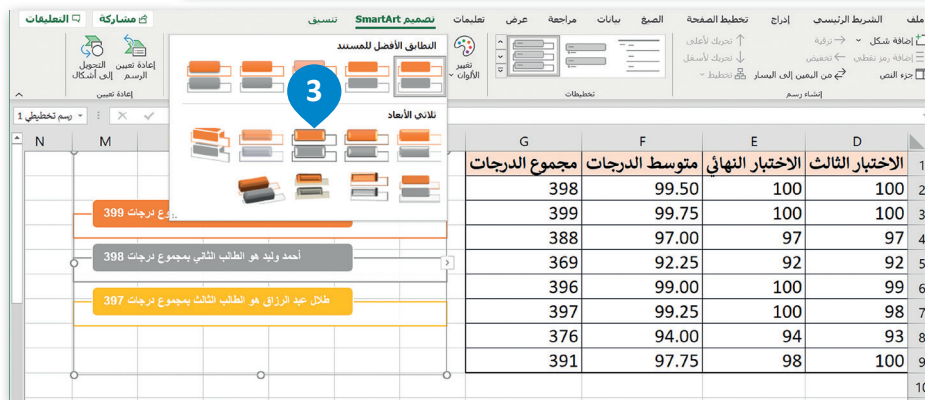 ملف الشريط الرئيسي إدراج تخطيط الصفحة الصيغ بيانات مراجعة عرض تعليمات تصميم SmartArt تنسيق مشاركة التعليقات
إضافة شكل ترقية تحريك لأعلى
إضافة رمز نقطي تخفيض تحريك لأسفل
جزء النص من اليمين إلى اليسار تخطيط
إنشاء رسم
تخطيطات
تغيير
الألوان
التطابق الأفضل للمستند
3
ثلاثي الأبعاد
إعادة تعيين
الرسم
التحويل
إلى أشكال
إعادة تعيين
رسم تخطيطي 1
D E F G M N
1 الاختبار الثالث الاختبار النهائي متوسط الدرجات مجموع الدرجات
2 100 100 99.50 398
3 100 100 99.75 399
4 97 97 97.00 388
5 92 92 92.25 369
6 99 100 99.00 396
7 98 100 99.25 397
8 93 94 94.00 376
9 100 98 97.75 391
10
درجات 399
أحمد وليد هو الطالب الثاني بمجموع درجات 398
طلال عبد الرزاق هو الطالب الثالث بمجموع درجات 397